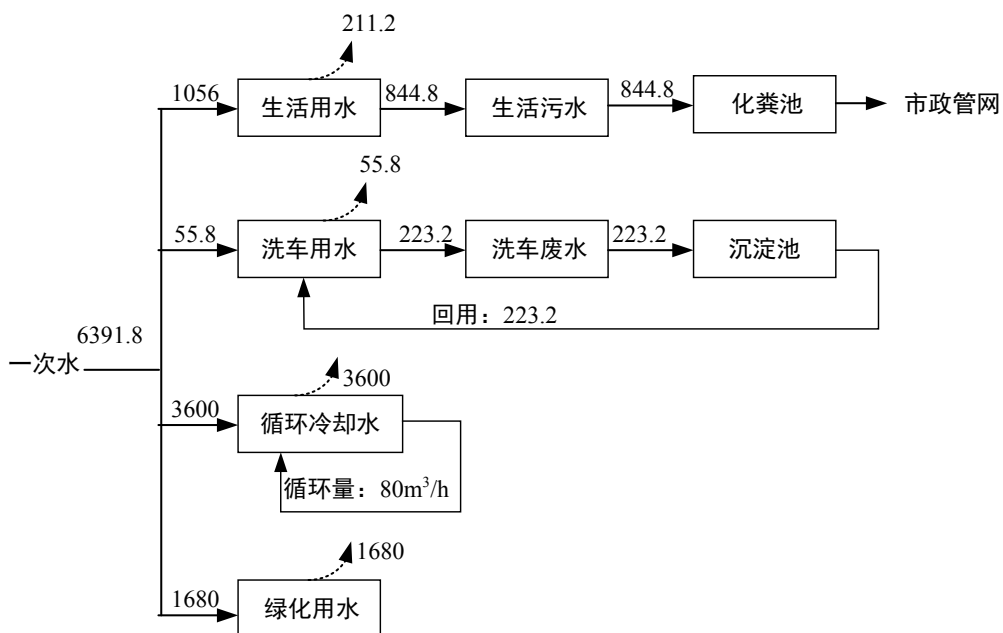 211.2
1056
生活用水
844.8
生活污水
844.8
化粪池
市政管网
55.8
55.8
洗车用水
223.2
洗车废水
223.2
沉淀池
回用：223.2
6391.8
一次水
3600
3600
循环冷却水
循环量：80m³/h
1680
1680
绿化用水